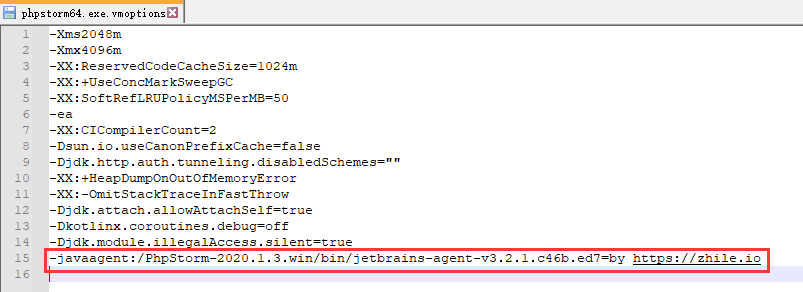 phpstorm64.exe.vmoptions
1 -Xms2048m
2 -Xmx4096m
3 -XX:ReservedCodeCacheSize=1024m
4 -XX:+UseConcMarkSweepGC
5 -XX:SoftRefLRUPolicyMSPerMB=50
6 -ea
7 -XX:CICompilerCount=2
8 -Dsun.io.useCanonPrefixCache=false
9 -Djdk.http.auth.tunneling.disabledSchemes=""
10 -XX:+HeapDumpOnOutOfMemoryError
11 -XX:-OmitStackTraceInFastThrow
12 -Djdk.attach.allowAttachSelf=true
13 -Dkotlinx.coroutines.debug=off
14 -Djdk.module.illegalAccess.silent=true
15 -javaagent:/PhpStorm-2020.1.3.win/bin/jetbrains-agent-v3.2.1.c46b.ed7=by https://zhile.io
16